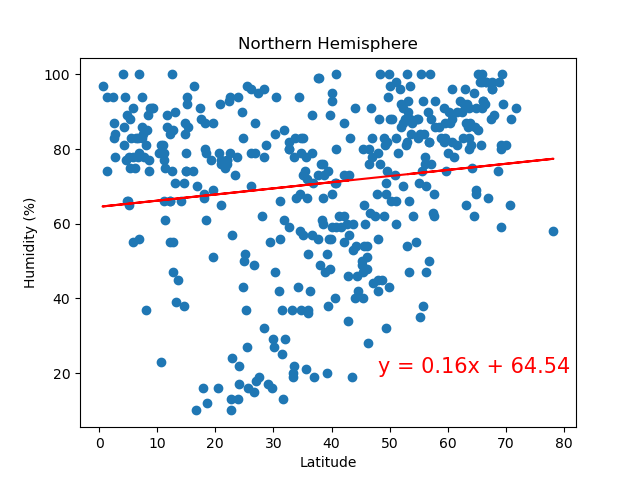 Northern Hemisphere
Humidity (%)
100
80
60
40
20
y = 0.16x + 64.54
0 10 20 30 40 50 60 70 80
Latitude